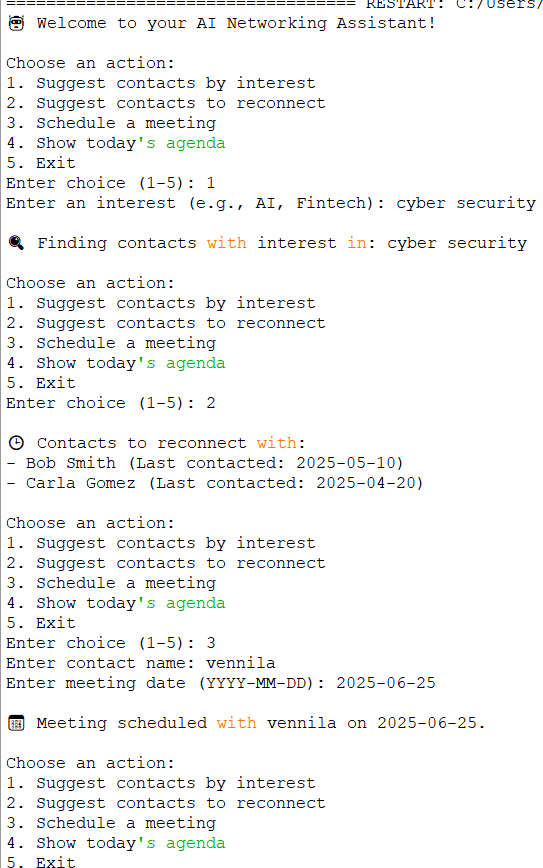 =================================== RESTART: C:/Users/
Welcome to your AI Networking Assistant!
Choose an action:
1. Suggest contacts by interest
2. Suggest contacts to reconnect
3. Schedule a meeting
4. Show today's agenda
5. Exit
Enter choice (1-5): 1
Enter an interest (e.g., AI, Fintech): cyber security
Finding contacts with interest in: cyber security
Choose an action:
1. Suggest contacts by interest
2. Suggest contacts to reconnect
3. Schedule a meeting
4. Show today's agenda
5. Exit
Enter choice (1-5): 2
Contacts to reconnect with:
- Bob Smith (Last contacted: 2025-05-10)
- Carla Gomez (Last contacted: 2025-04-20)
Choose an action:
1. Suggest contacts by interest
2. Suggest contacts to reconnect
3. Schedule a meeting
4. Show today's agenda
5. Exit
Enter choice (1-5): 3
Enter contact name: vennila
Enter meeting date (YYYY-MM-DD): 2025-06-25
Meeting scheduled with vennila on 2025-06-25.
Choose an action:
1. Suggest contacts by interest
2. Suggest contacts to reconnect
3. Schedule a meeting
4. Show today's agenda
5. Exit